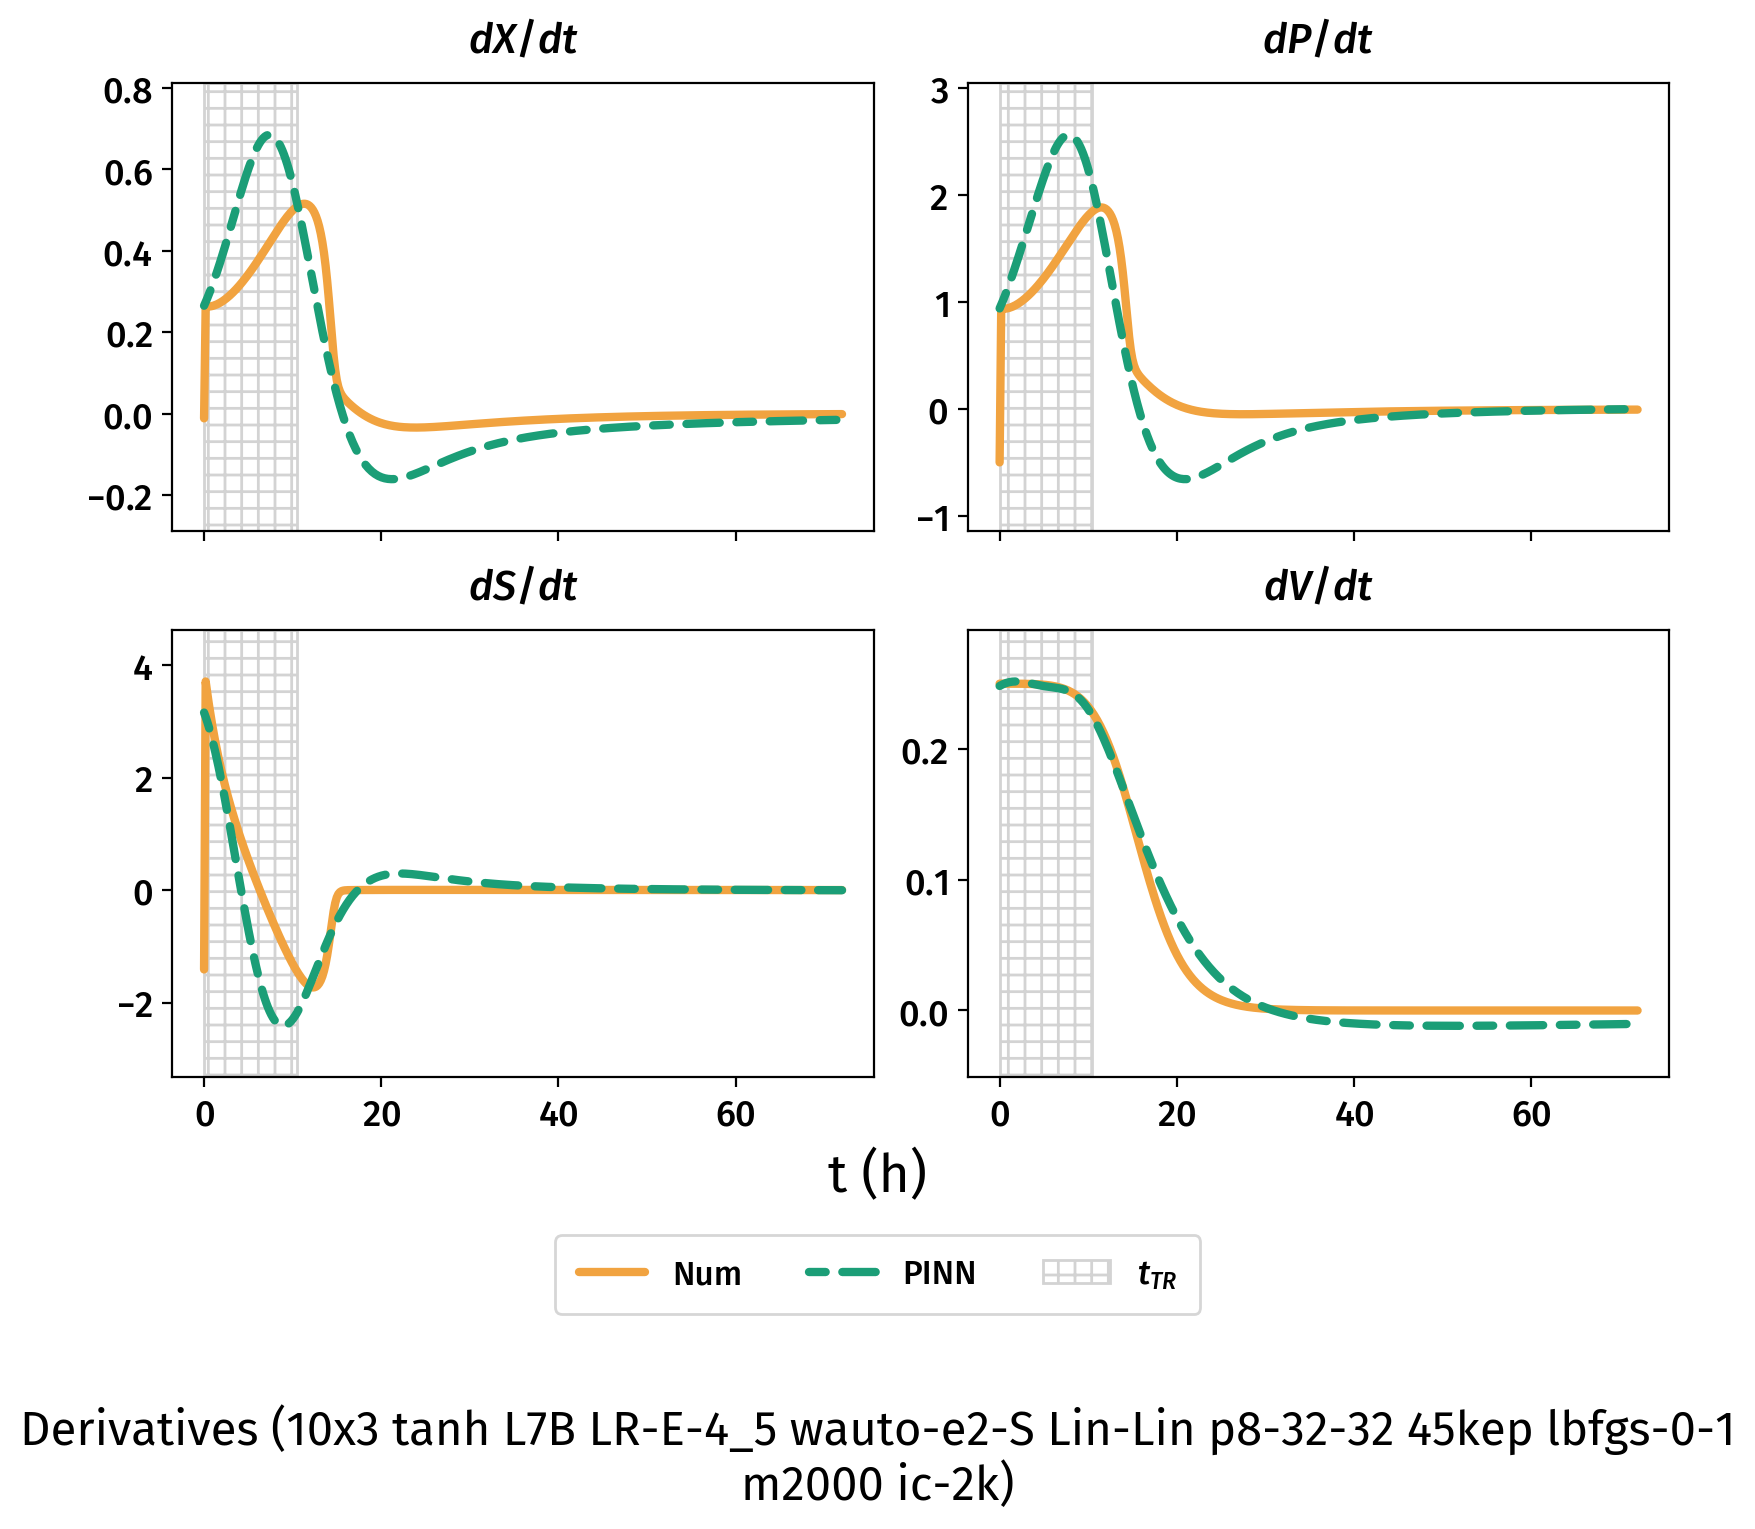 dX/dt
dP/dt
0.8
0.6
0.4
0.2
0.0
−0.2
3
2
1
0
−1
dS/dt
dV/dt
4
2
0
−2
0.2
0.1
0.0
0 20 40 60
0 20 40 60
t (h)
Num PINN tTR
Derivatives (10x3 tanh L7B LR-E-4_5 wauto-e2-S Lin-Lin p8-32-32 45kep lbfgs-0-1
m2000 ic-2k)